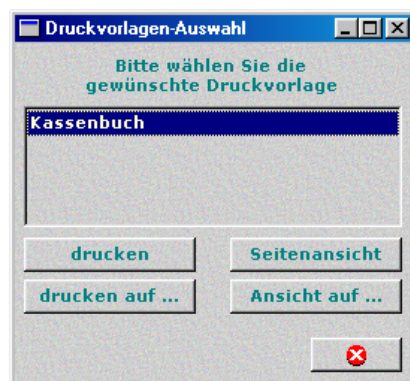 Druckvorlagen-Auswahl
Bitte wählen Sie die
gewünschte Druckvorlage
Kassenbuch
drucken
Seitenansicht
drucken auf ...
Ansicht auf ...